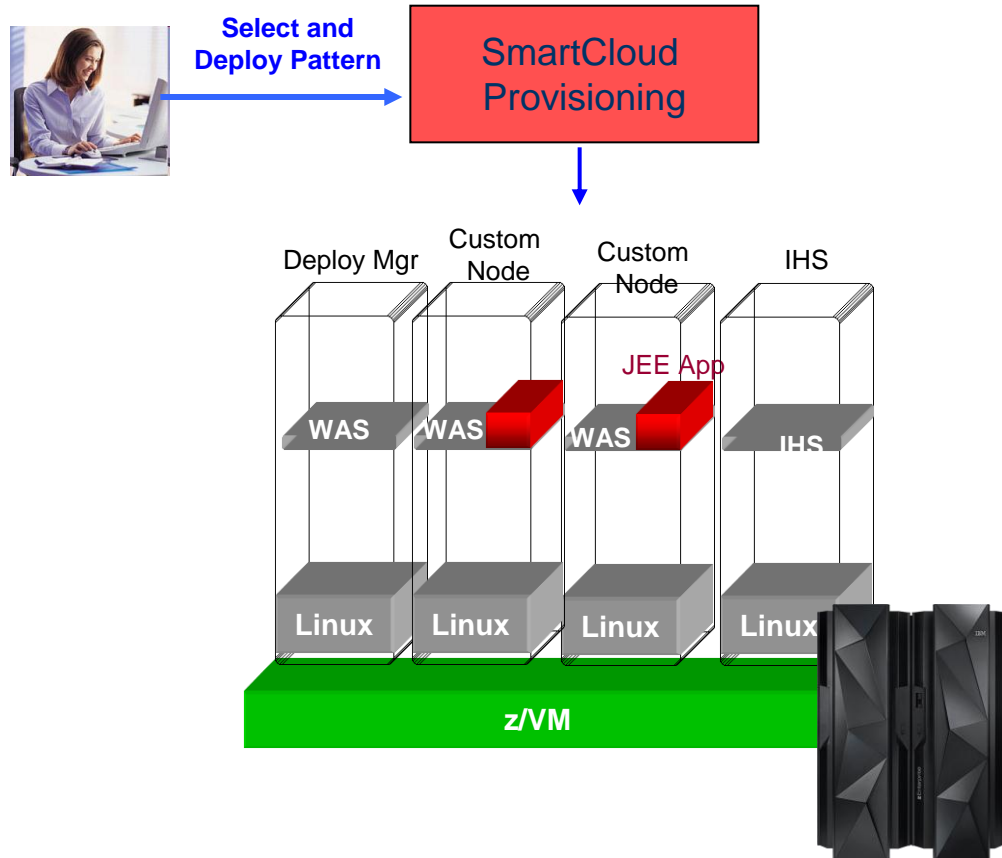 Select and
Deploy Pattern
SmartCloud
Provisioning
Deploy Mgr
Custom
Node
Custom
Node
IHS
JEE App
WAS
WAS
WAS
IHS
Linux
Linux
Linux
Linux
z/VM
IBM